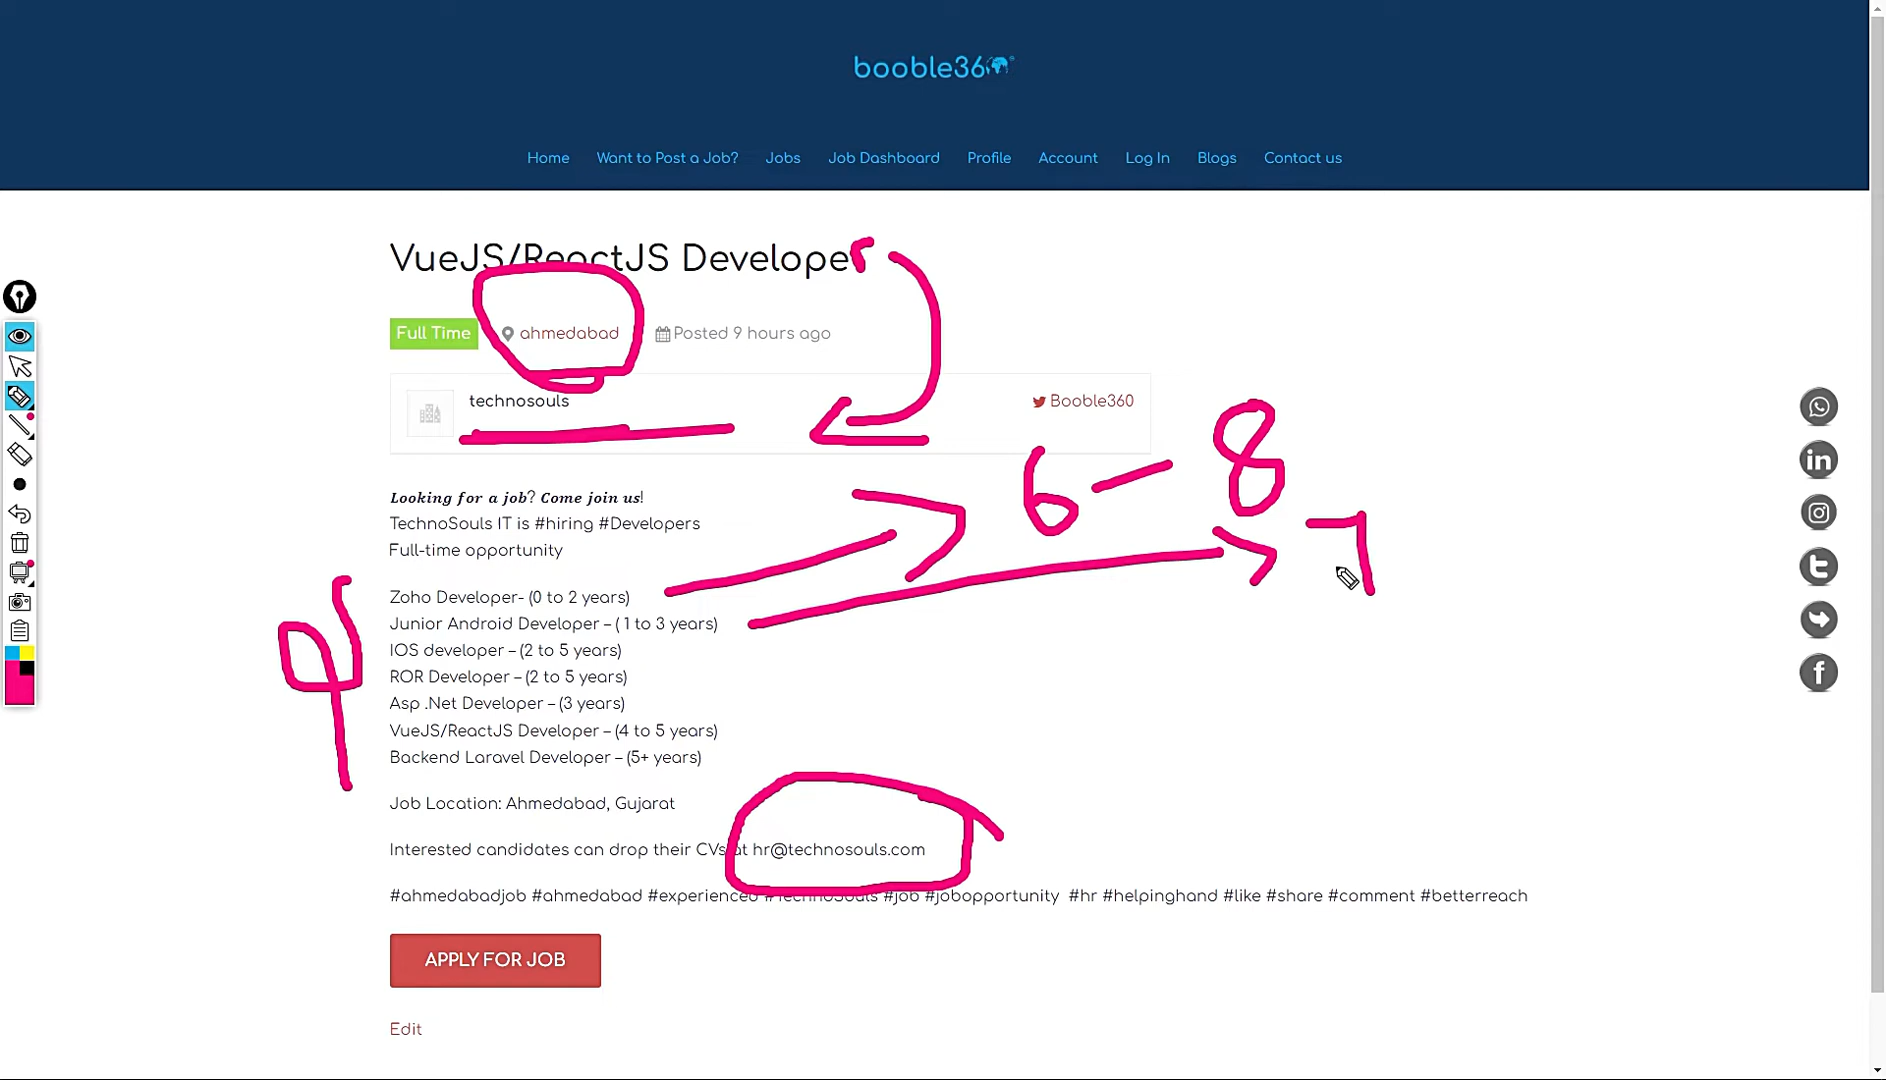 booble360
Home Want to Post a Job? Jobs Job Dashboard Profile Account Log In Blogs Contact us
VueJS/ReactJS Developer
Full Time ahmedabad Posted 9 hours ago
technosouls Booble360
6 - 8
7
Looking for a job? Come join us!
TechnoSouls IT is #hiring #Developers
Full-time opportunity
Zoho Developer- (0 to 2 years)
Junior Android Developer – ( 1 to 3 years)
IOS developer – (2 to 5 years)
ROR Developer – (2 to 5 years)
Asp .Net Developer – (3 years)
VueJS/ReactJS Developer – (4 to 5 years)
Backend Laravel Developer – (5+ years)
Job Location: Ahmedabad, Gujarat
Interested candidates can drop their CVs at hr@technosouls.com
#ahmedabadjob #ahmedabad #experienced #TechnoSouls #job #jobopportunity #hr #helpinghand #like #share #comment #betterreach
APPLY FOR JOB
Edit